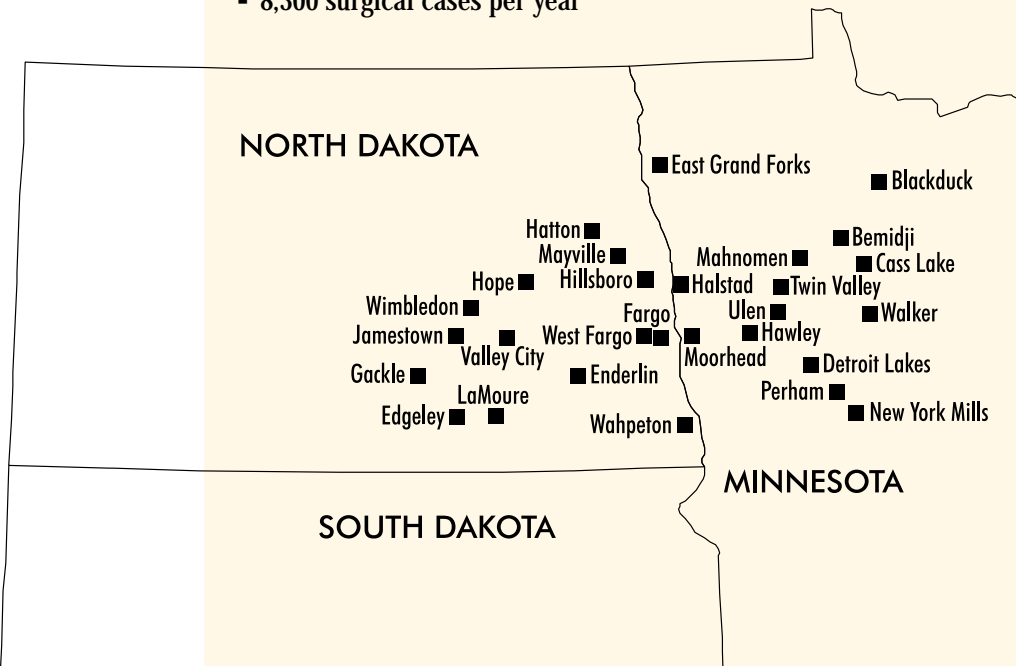 - 8,500 surgical cases per year
NORTH DAKOTA
East Grand Forks
Blackduck
Hatton
Bemidji
Mayville
Mahnomen
Cass Lake
Hope
Hillsboro
Halstad
Twin Valley
Wimbledon
Fargo
Ulen
Walker
Jamestown
West Fargo
Hawley
Valley City
Moorhead
Detroit Lakes
Gackle
Enderlin
Perham
LaMoure
Edgeley
New York Mills
Wahpeton
MINNESOTA
SOUTH DAKOTA